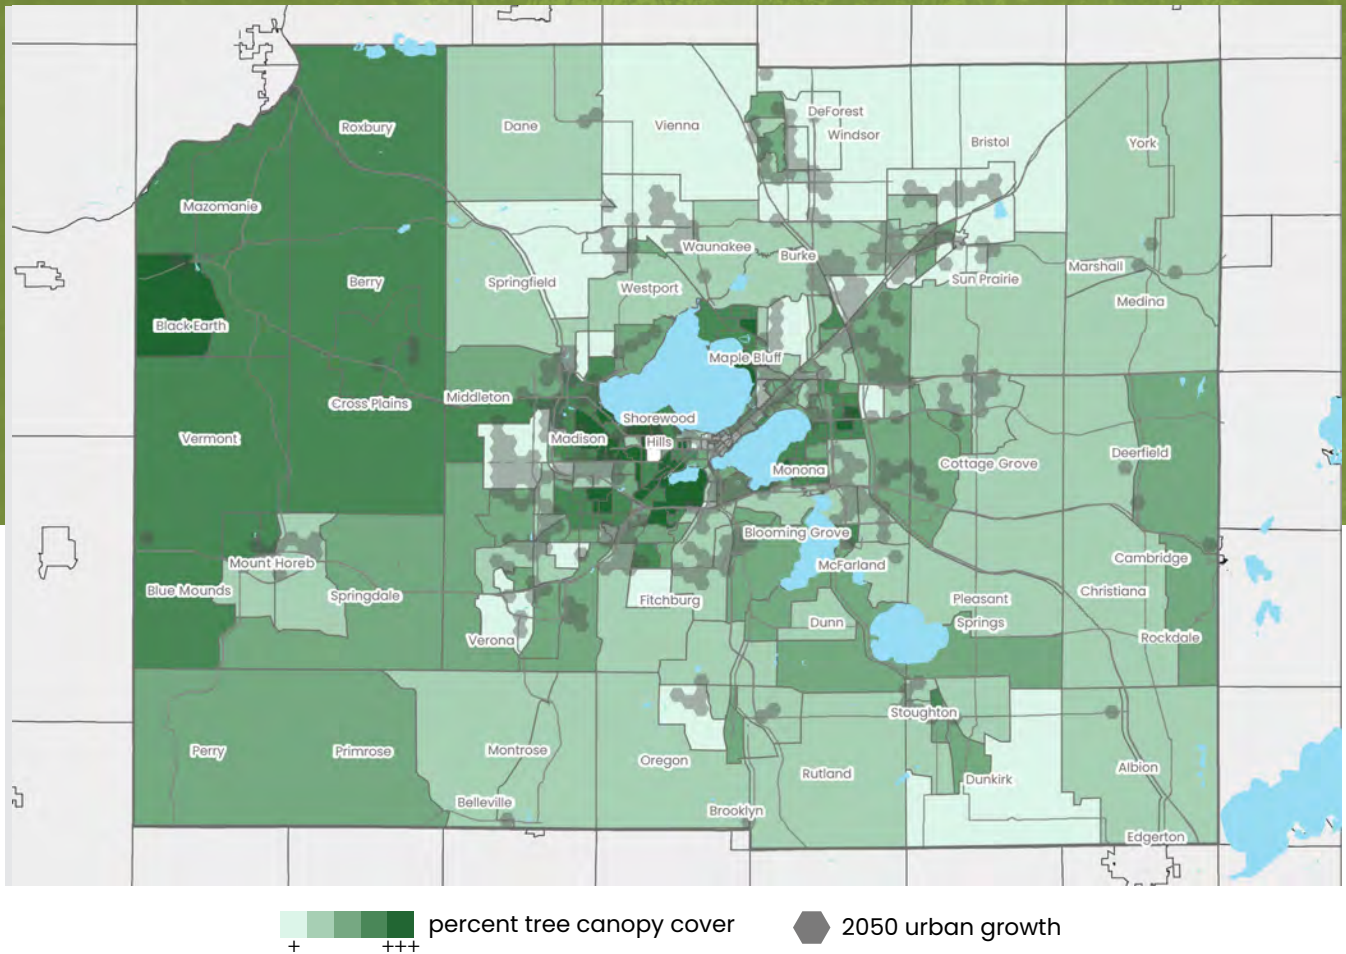 DeForest
Roxbury
Dane
Vienna
Windsor
Bristol
York
Mazomanie
Waunakee
Burke
Marshall
Berry
Springfield
Westport
Sun Prairie
Medina
Black Earth
Maple Bluff
Middleton
Cross Plains
Shorewood
Hills
Madison
Vermont
Monona
Cottage Grove
Deerfield
Blooming Grove
Mount Horeb
McFarland
Cambridge
Blue Mounds
Springdale
Fitchburg
Pleasant
Springs
Christiana
Verona
Dunn
Rockdale
Stoughton
Perry
Primrose
Montrose
Oregon
Rutland
Dunkirk
Albion
Belleville
Brooklyn
Edgerton
percent tree canopy cover
+
+++
2050 urban growth